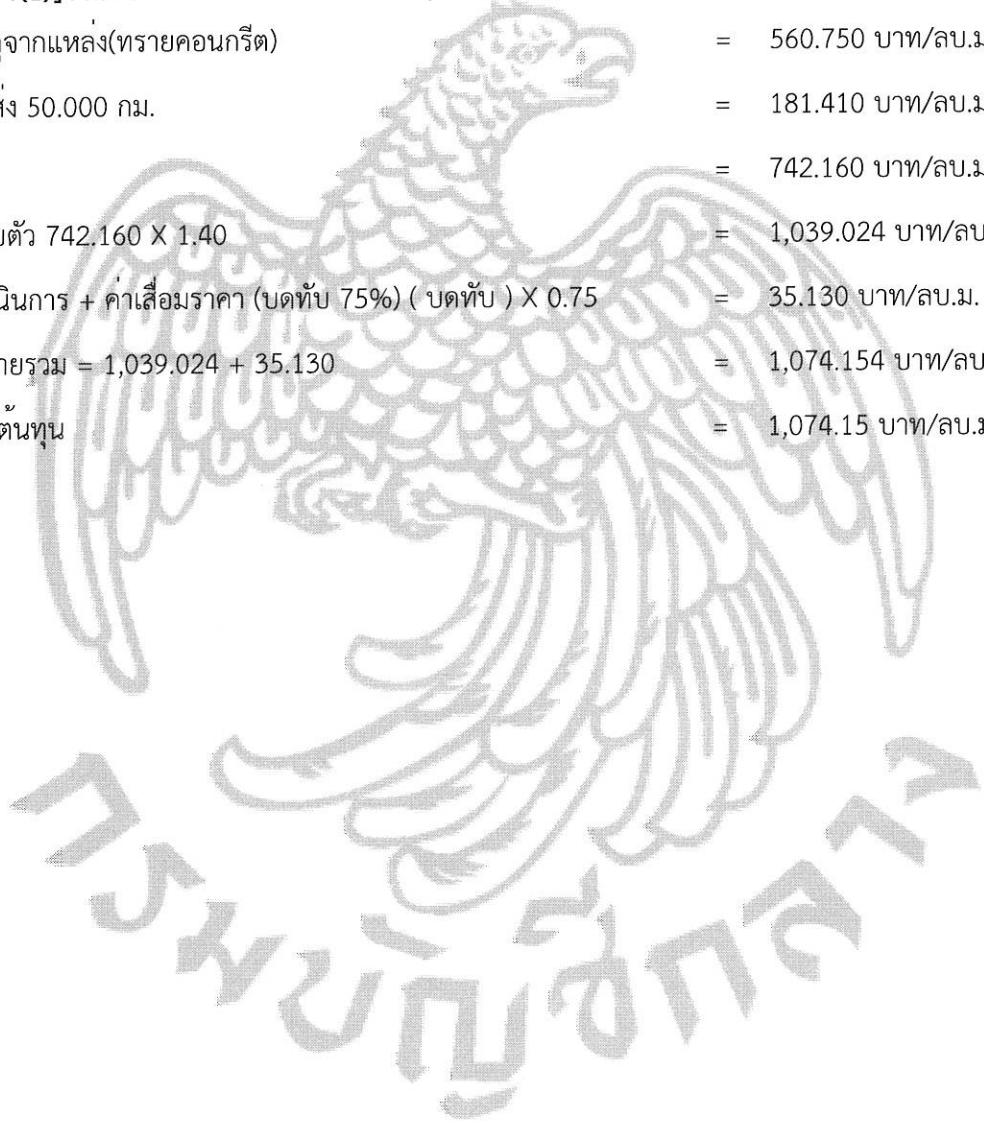 จากแหล่ง(ทรายคอนกรีต) = 560.750 บาท/ลบ.ม
ส่ง 50.000 กม. = 181.410 บาท/ลบ.ม
= 742.160 บาท/ลบ.ม
บตัว 742.160 X 1.40 = 1,039.024 บาท/ลบ
นินการ + ค่าเสื่อมราคา (บดทับ 75%) ( บดทับ ) X 0.75 = 35.130 บาท/ลบ.ม.
ายรวม = 1,039.024 + 35.130 = 1,074.154 บาท/ลบ
ต้นทุน = 1,074.15 บาท/ลบ.ม
กรมบัญชีกลาง